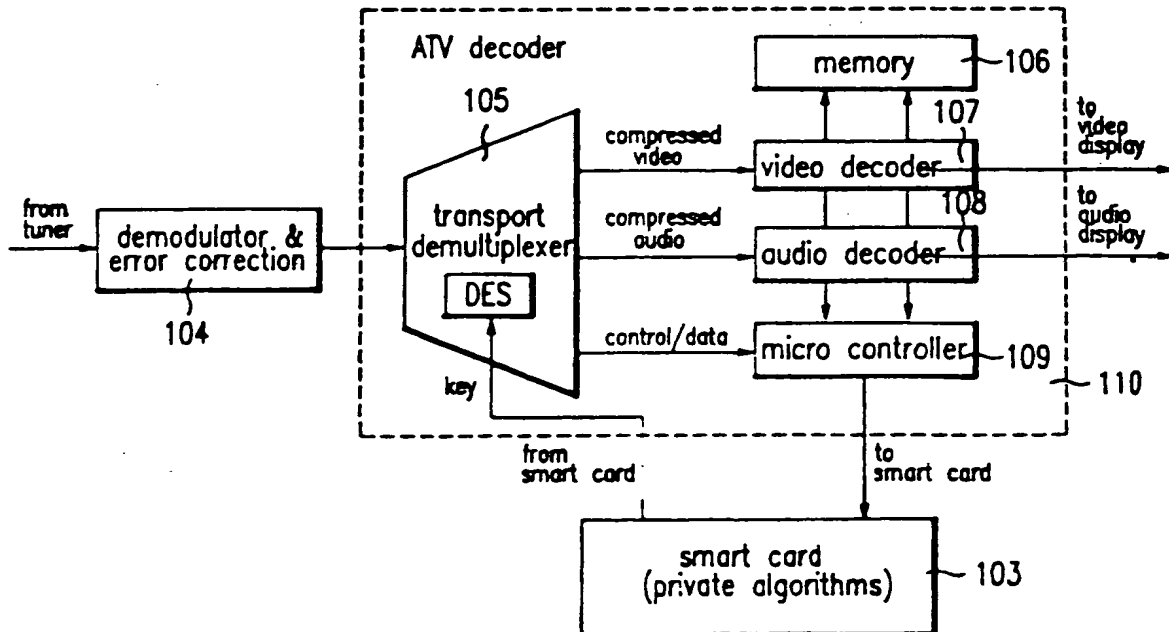 ATV decoder
memory
106
105
107
to
video
display
compressed
video
video decoder
from
tuner
demodulator &
error correction
104
transport
demultiplexer
DES
compressed
audio
108
audio decoder
to
audio
display
control/data
micro controller
109
110
key
from
smart card
to
smart card
smart card
(private algorithms)
103